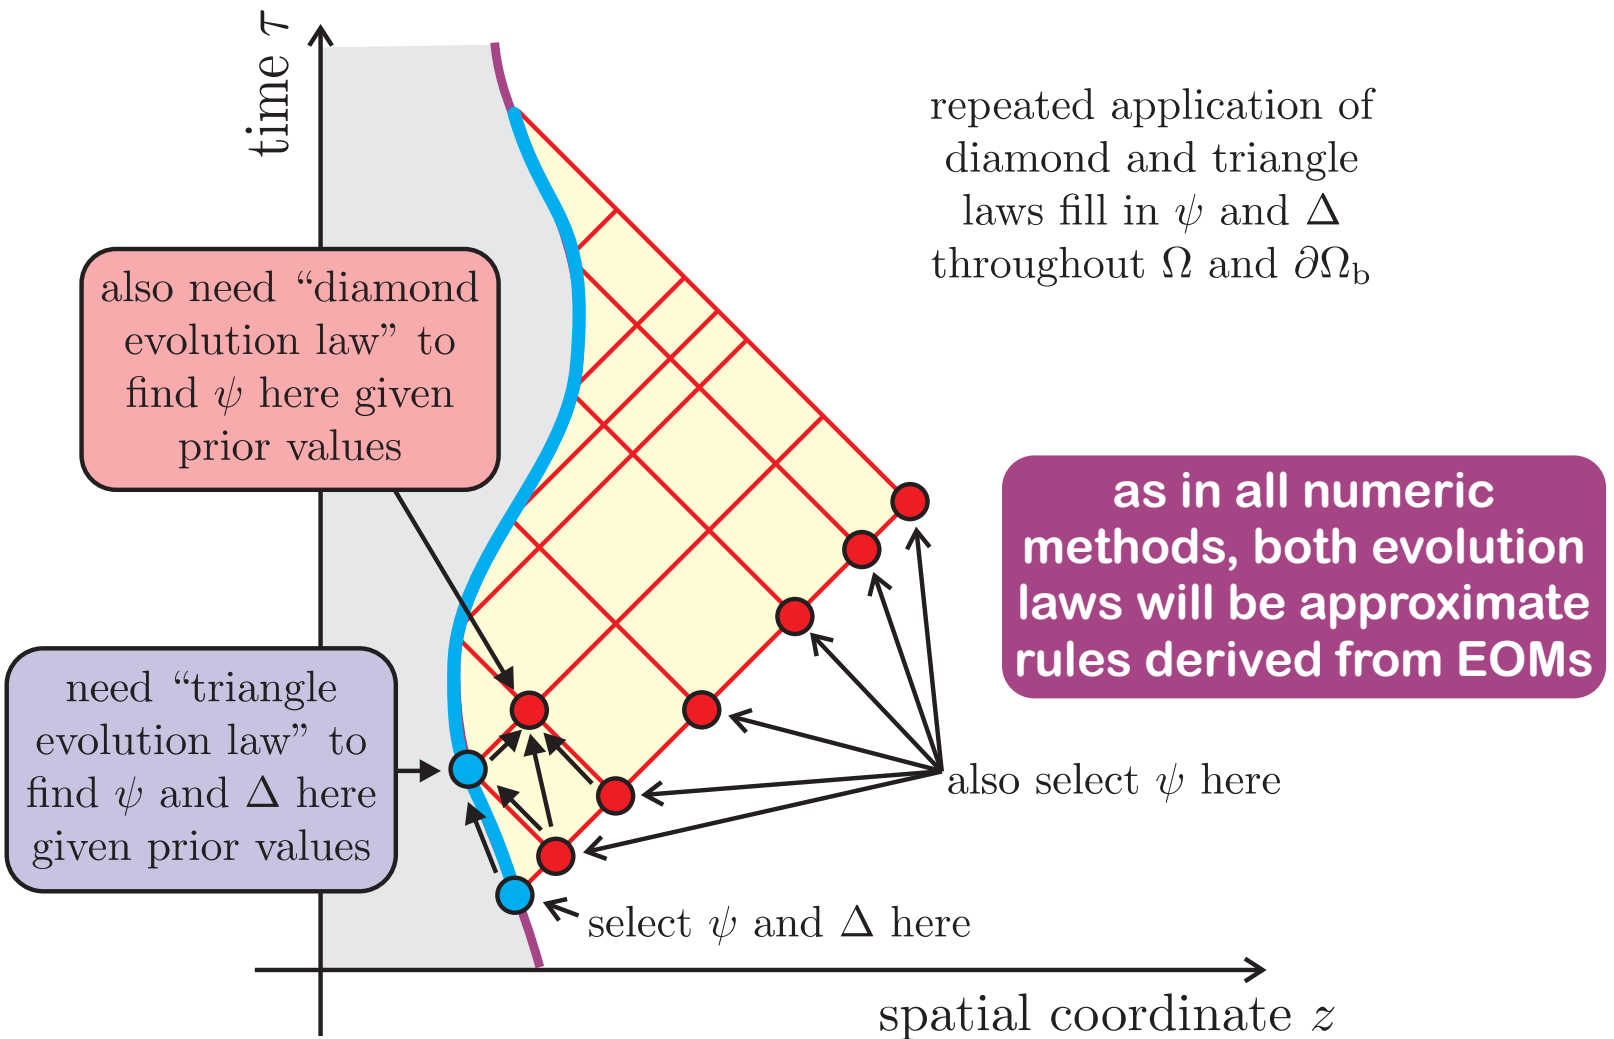 time τ
repeated application of
diamond and triangle
laws fill in ψ and Δ
throughout Ω and ∂Ω_b
also need “diamond
evolution law” to
find ψ here given
prior values
as in all numeric
methods, both evolution
laws will be approximate
rules derived from EOMs
need “triangle
evolution law” to
find ψ and Δ here
given prior values
also select ψ here
select ψ and Δ here
spatial coordinate z